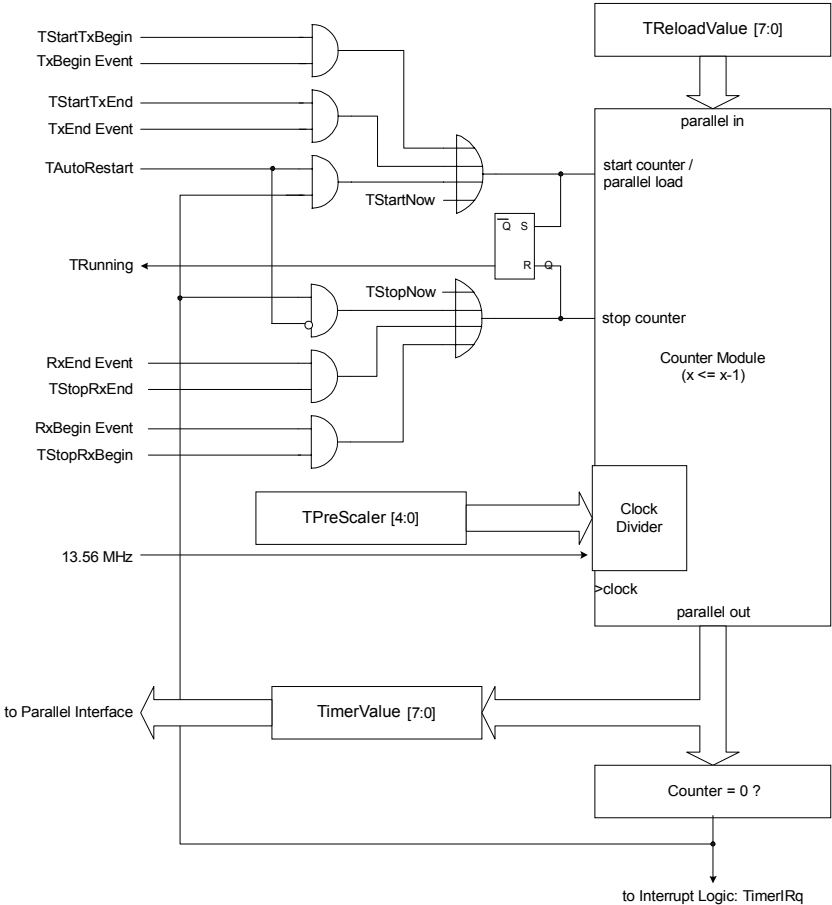 TStartTxBegin
TxBegin Event
TStartTxEnd
TxEnd Event
TAutoRestart
TStartNow
TReloadValue [7:0]
parallel in
start counter /
parallel load
Q S
R Q
TRunning
TStopNow
stop counter
Counter Module
(x <= x-1)
RxEnd Event
TStopRxEnd
RxBegin Event
TStopRxBegin
TPreScaler [4:0]
Clock
Divider
13.56 MHz
>clock
parallel out
to Parallel Interface
TimerValue [7:0]
Counter = 0 ?
to Interrupt Logic: TimerIRq